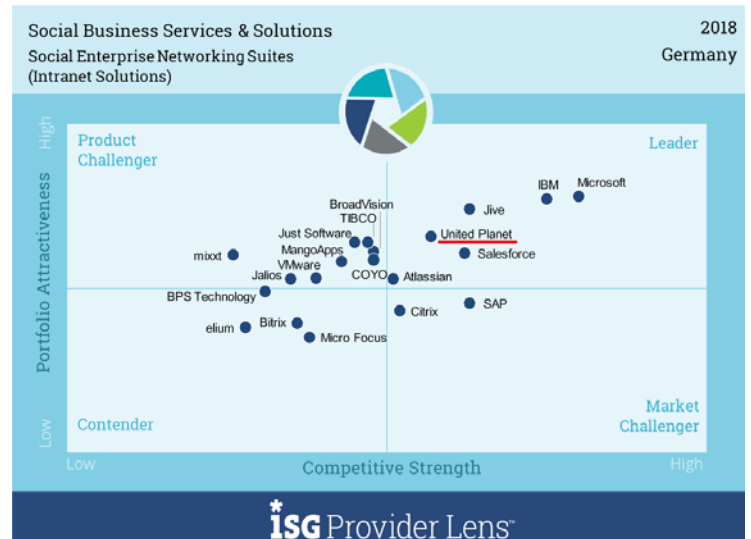 Social Business Services & Solutions
2018
Social Enterprise Networking Suites
Germany
(Intranet Solutions)
High
Product
Challenger
Leader
IBM
Microsoft
BroadVision
Jive
TIBCO
Just Software
United Planet
mixxt
MangoApps
Salesforce
VMware
Jalios
COYO
Atlassian
BPS Technology
SAP
Citrix
elium
Bitrix
Micro Focus
Portfolio Attractiveness
Market
Challenger
Contender
Low
Low
Competitive Strength
High
iSG Provider Lens™